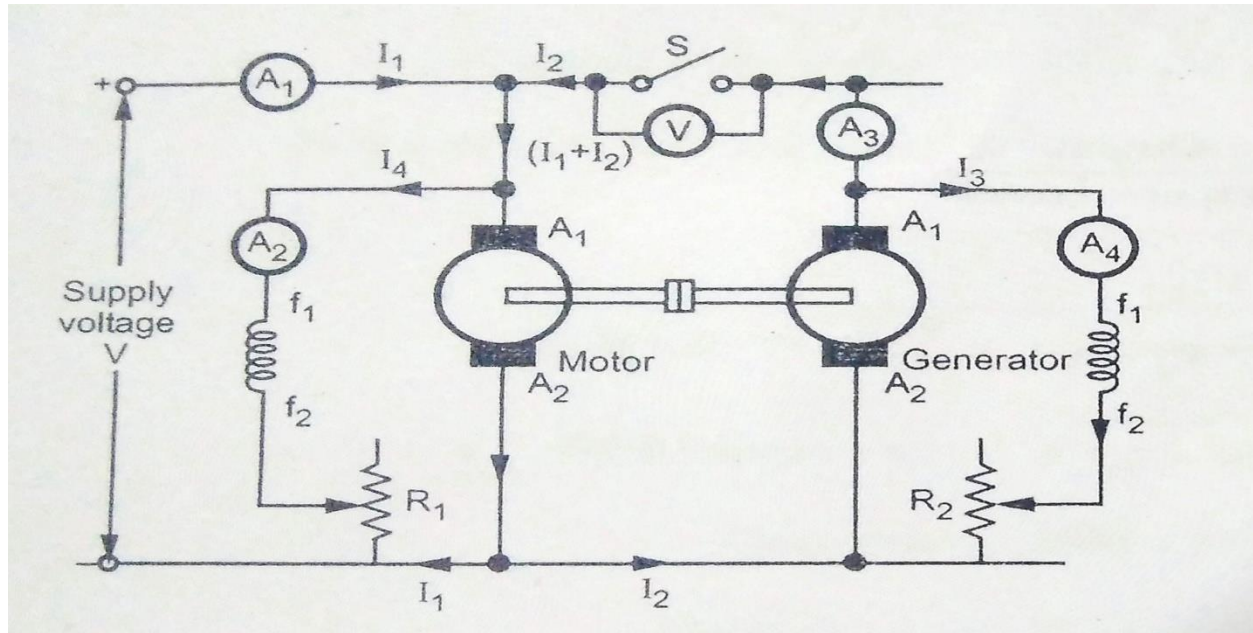 S
I₁
I₂
+
A₁
V
A₃
(I₁+I₂)
I₄
I₃
A₂
A₁
A₁
A₄
Supply
voltage
V
f₁
f₁
Motor
Generator
A₂
A₂
f₂
f₂
R₁
R₂
I₁
I₂